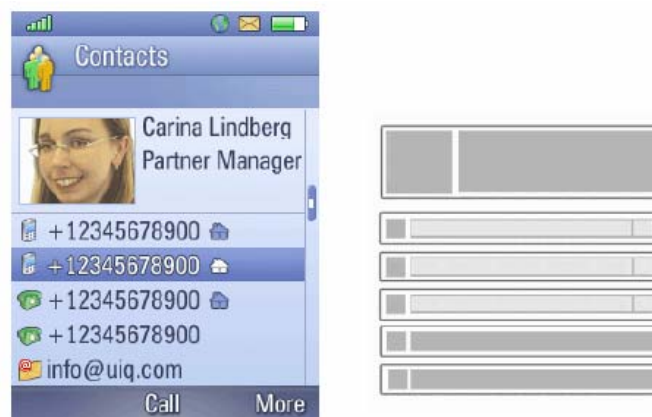 Contacts
Carina Lindberg
Partner Manager
+12345678900
+12345678900
+12345678900
+12345678900
info@uiq.com
Call More